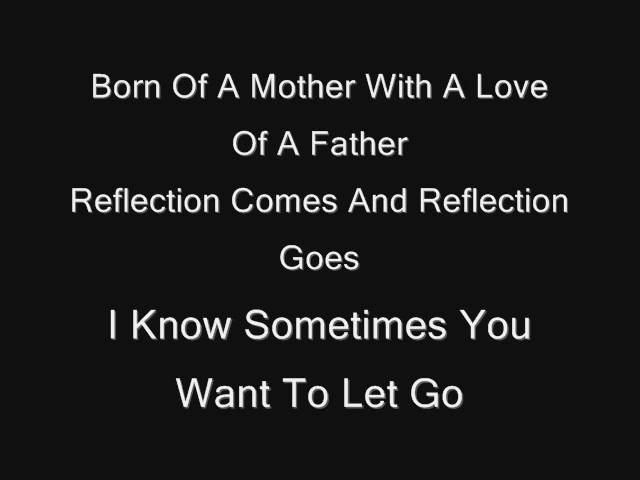 Born Of A Mother With A Love
Of A Father
Reflection Comes And Reflection
Goes
I Know Sometimes You
Want To Let Go